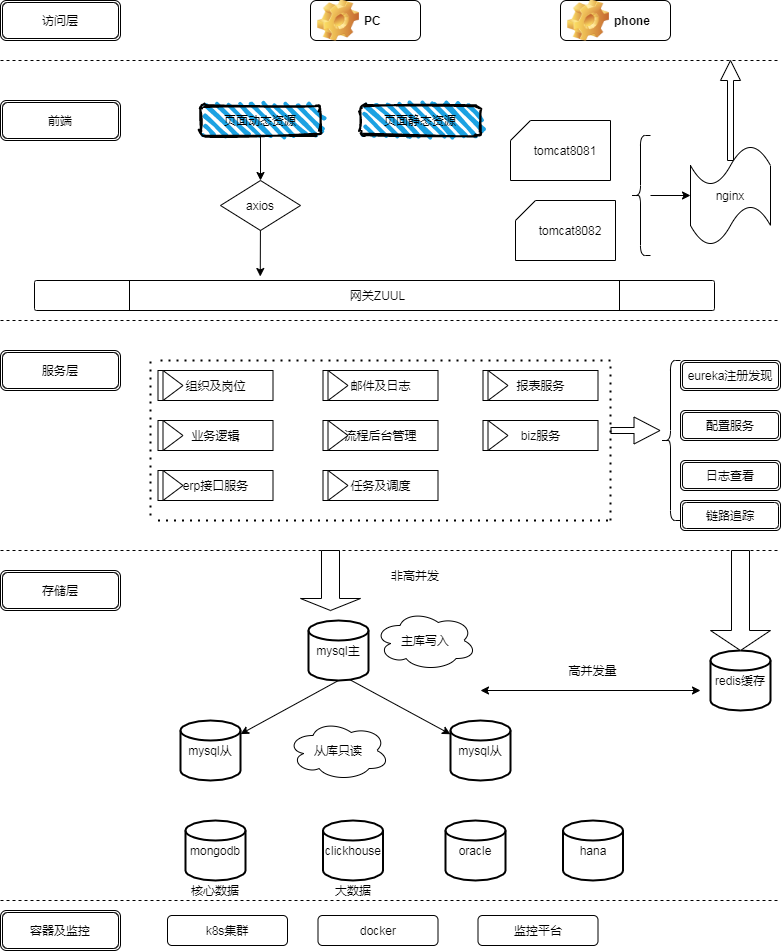 访问层
PC
phone
前端
页面动态资源
页面静态资源
tomcat8081
axios
nginx
tomcat8082
网关ZUUL
服务层
组织及岗位
邮件及日志
报表服务
eureka注册发现
业务逻辑
流程后台管理
biz服务
配置服务
erp接口服务
任务及调度
日志查看
链路追踪
存储层
非高并发
mysql主
主库写入
高并发量
redis缓存
mysql从
从库只读
mysql从
mongodb
clickhouse
oracle
hana
核心数据
大数据
容器及监控
k8s集群
docker
监控平台